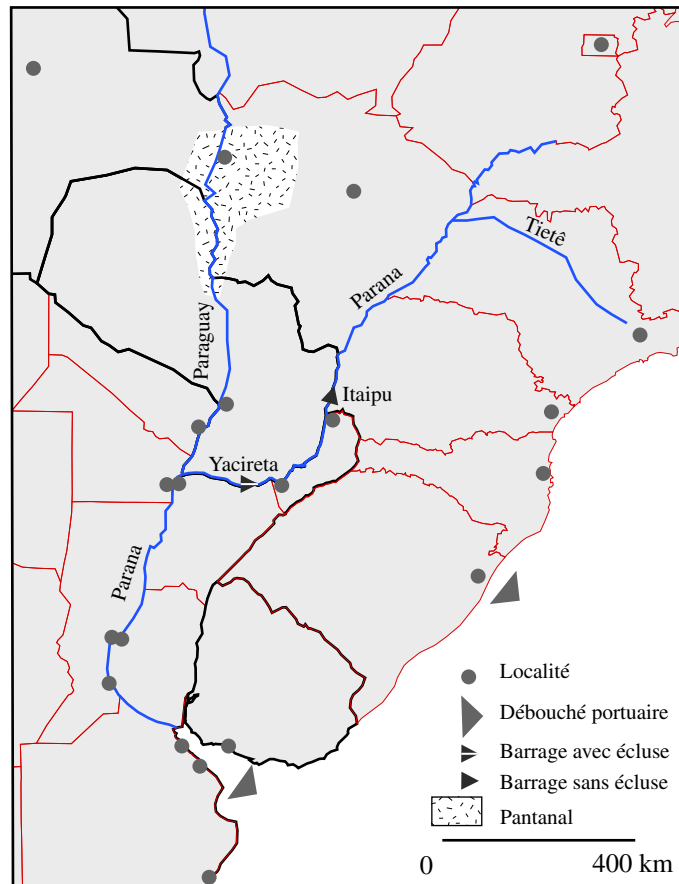 Tietê
Parana
Paraguay
Itaipu
Yacireta
Parana
Localité
Débouché portuaire
Barrage avec écluse
Barrage sans écluse
Pantanal
0 400 km